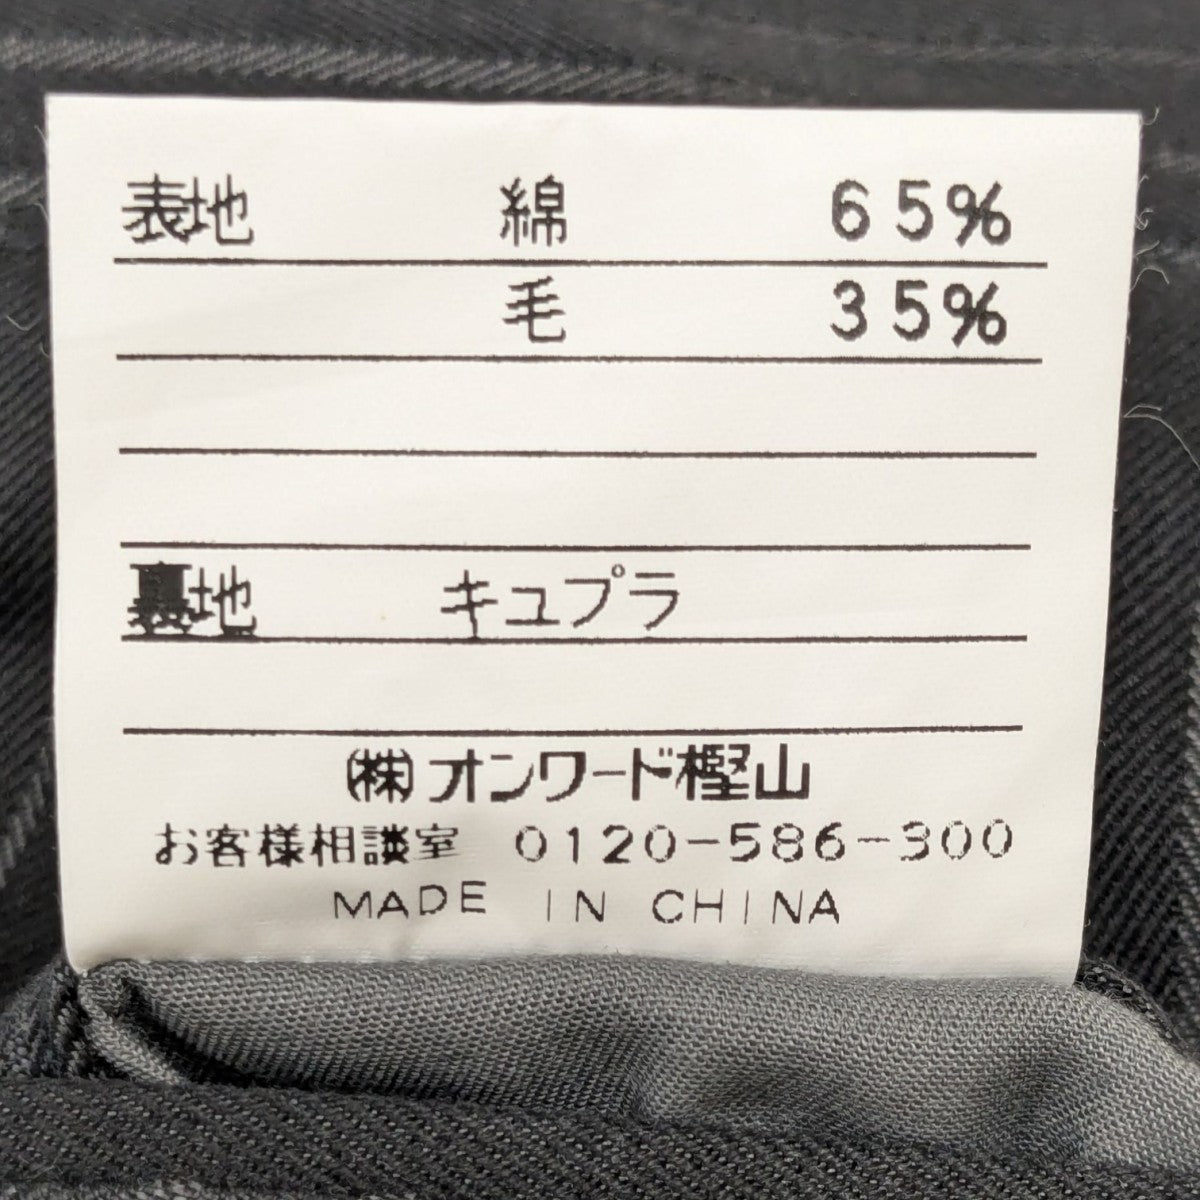 表地 綿 65%
毛 35%
裏地 キュプラ
(株)オンワード樫山
お客様相談室 0120-586-300
MADE IN CHINA